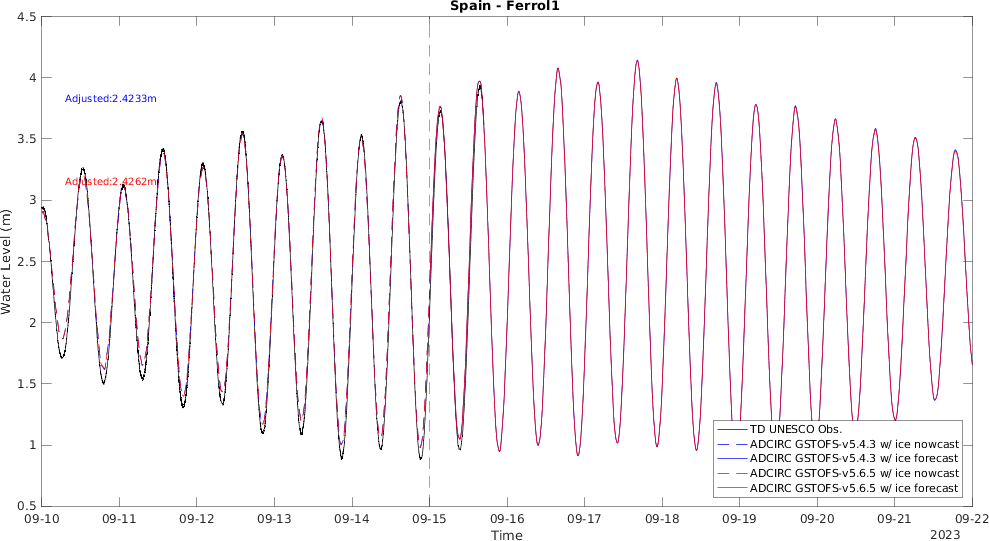 Spain - Ferrol1
4.5
4
3.5
3
2.5
2
1.5
1
0.5
Water Level (m)
Adjusted:2.4233m
Adjusted:2.4262m
TD UNESCO Obs.
ADCIRC GSTOFS-v5.4.3 w/ ice nowcast
ADCIRC GSTOFS-v5.4.3 w/ ice forecast
ADCIRC GSTOFS-v5.6.5 w/ ice nowcast
ADCIRC GSTOFS-v5.6.5 w/ ice forecast
09-10 09-11 09-12 09-13 09-14 09-15 09-16 09-17 09-18 09-19 09-20 09-21 09-22
Time
2023